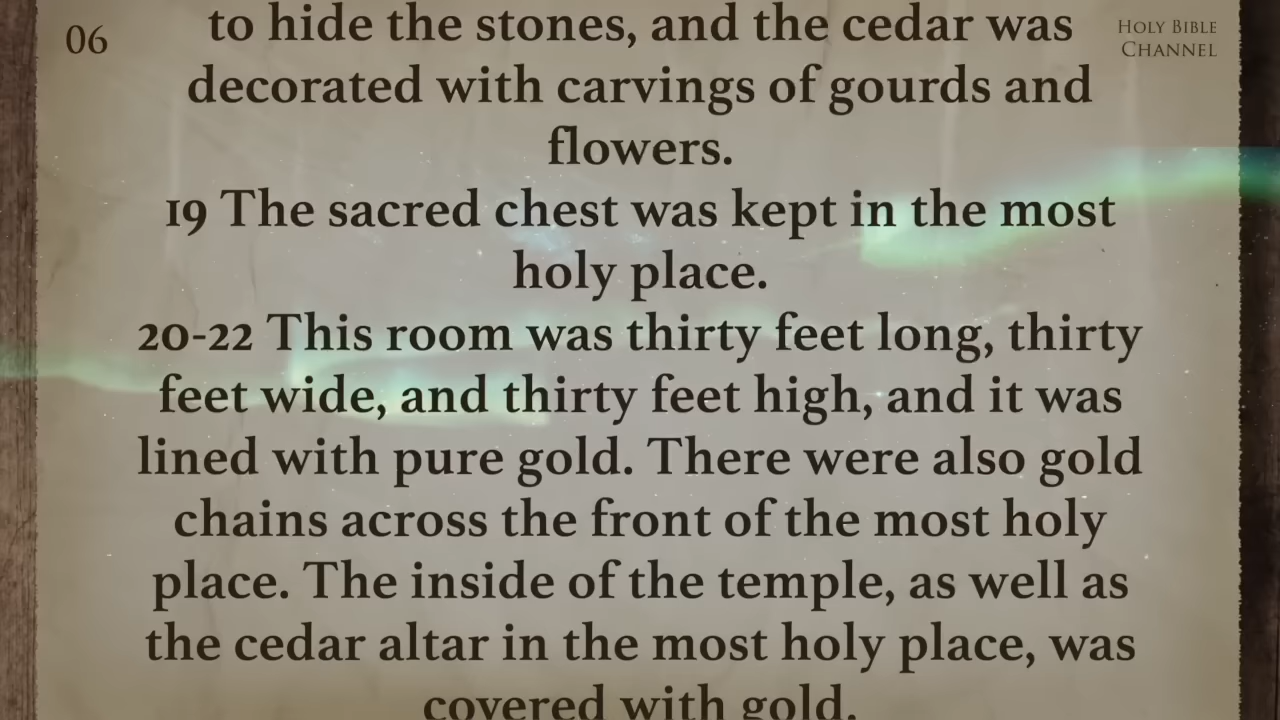 06
HOLY BIBLE
CHANNEL
to hide the stones, and the cedar was
decorated with carvings of gourds and
flowers.
19 The sacred chest was kept in the most
holy place.
20-22 This room was thirty feet long, thirty
feet wide, and thirty feet high, and it was
lined with pure gold. There were also gold
chains across the front of the most holy
place. The inside of the temple, as well as
the cedar altar in the most holy place, was
covered with gold.